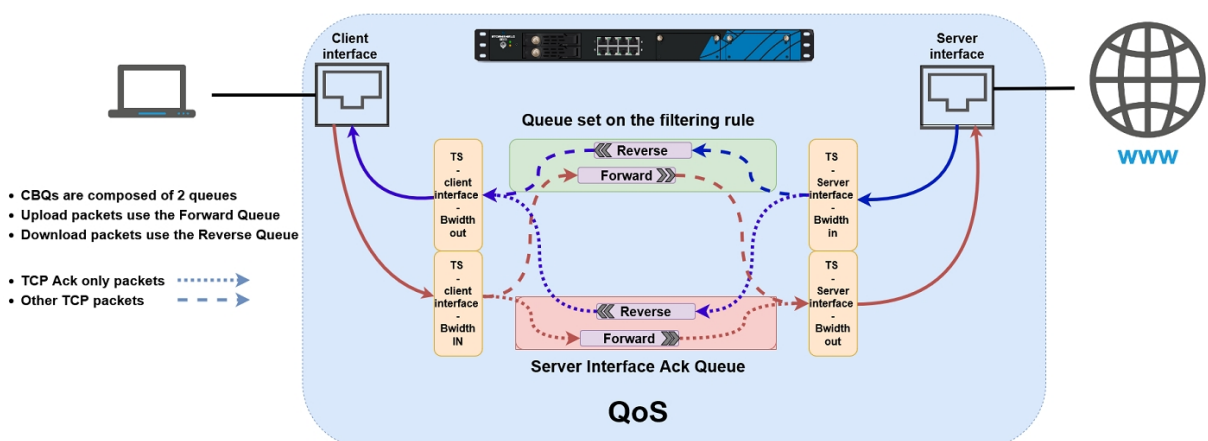 Client
interface
STORMSHIELD
Server
interface
www
Queue set on the filtering rule
Reverse
Forward
TS
-
client
interface
-
Bwidth
out
TS
-
Server
interface
-
Bwidth
in
CBQs are composed of 2 queues
Upload packets use the Forward Queue
Download packets use the Reverse Queue
TCP Ack only packets
Other TCP packets
TS
-
client
interface
-
Bwidth
IN
TS
-
Server
interface
-
Bwidth
out
Reverse
Forward
Server Interface Ack Queue
QoS